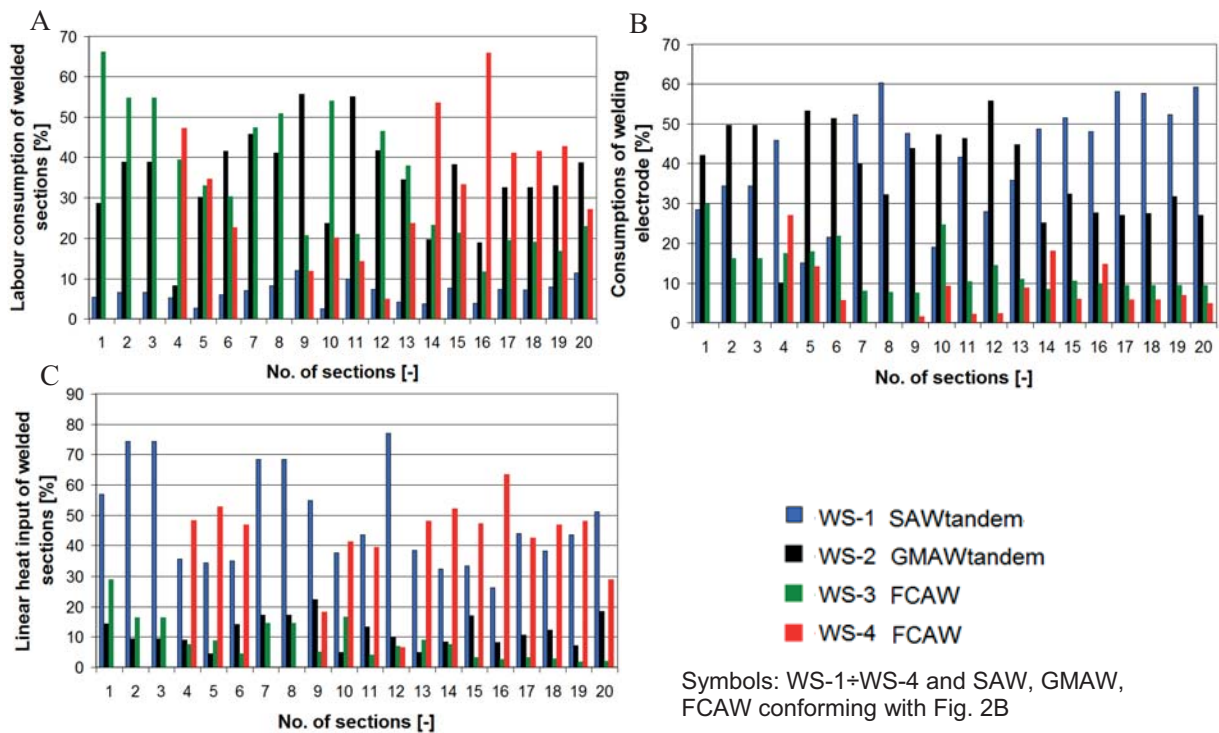 A
Labour consumption of welded
sections [%]
70
60
50
40
30
20
10
0
1 2 3 4 5 6 7 8 9 10 11 12 13 14 15 16 17 18 19 20
No. of sections [-]
B
Consumptions of welding
electrode [%]
70
60
50
40
30
20
10
0
1 2 3 4 5 6 7 8 9 10 11 12 13 14 15 16 17 18 19 20
No. of sections [-]
C
Linear heat input of welded
sections [%]
90
80
70
60
50
40
30
20
10
0
1 2 3 4 5 6 7 8 9 10 11 12 13 14 15 16 17 18 19 20
No. of sections [-]
WS-1 SAWtandem
WS-2 GMAWtandem
WS-3 FCAW
WS-4 FCAW
Symbols: WS-1÷WS-4 and SAW, GMAW,
FCAW conforming with Fig. 2B